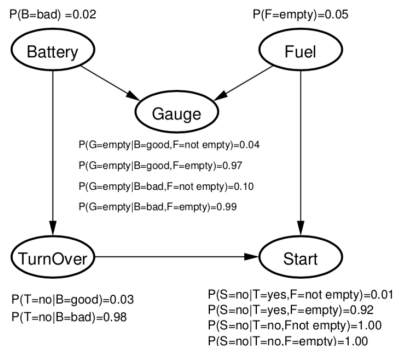 P(B=bad) =0.02
P(F=empty)=0.05
Battery
Fuel
Gauge
P(G=empty|B=good,F=not empty)=0.04
P(G=empty|B=good,F=empty)=0.97
P(G=empty|B=bad,F=not empty)=0.10
P(G=empty|B=bad,F=empty)=0.99
TurnOver
Start
P(T=no|B=good)=0.03
P(T=no|B=bad)=0.98
P(S=no|T=yes,F=not empty)=0.01
P(S=no|T=yes,F=empty)=0.92
P(S=no|T=no,Fnot empty)=1.00
P(S=no|T=no,F=empty)=1.00